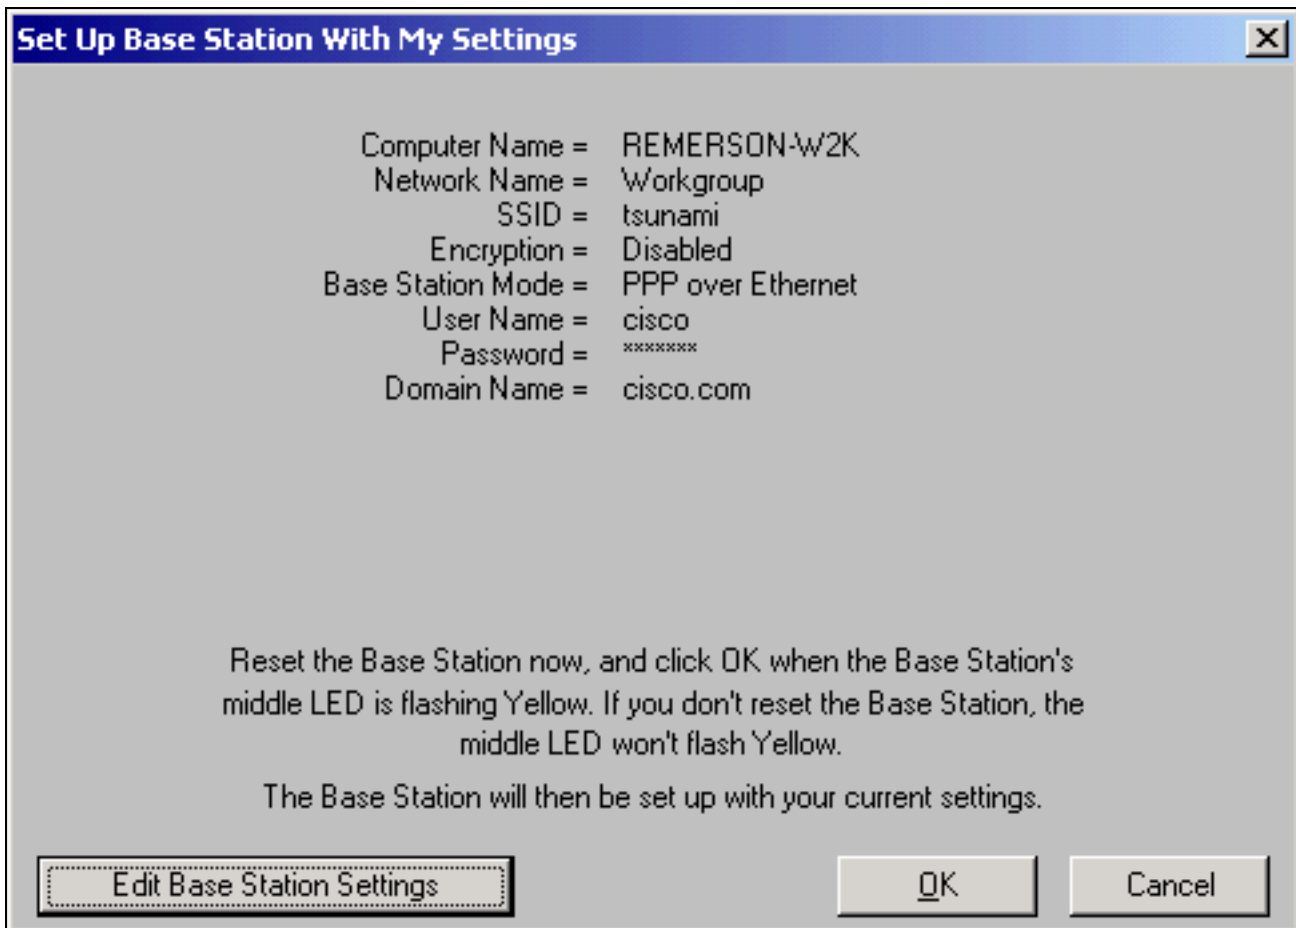 Set Up Base Station With My Settings
Computer Name = REMERSON-W2K
Network Name = Workgroup
SSID = tsunami
Encryption = Disabled
Base Station Mode = PPP over Ethernet
User Name = cisco
Password = *******
Domain Name = cisco.com
Reset the Base Station now, and click OK when the Base Station's
middle LED is flashing Yellow. If you don't reset the Base Station, the
middle LED won't flash Yellow.
The Base Station will then be set up with your current settings.
Edit Base Station Settings OK Cancel